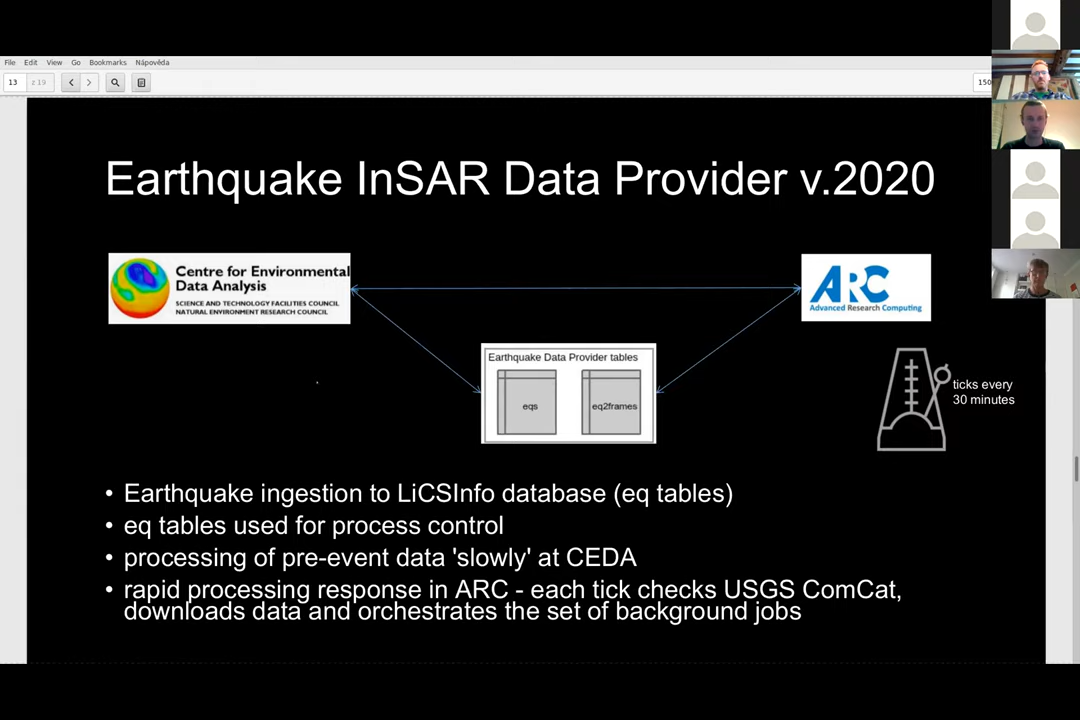 File Edit View Go Bookmarks Nápověda
13 z 19
150
Earthquake InSAR Data Provider v.2020
Centre for Environmental
Data Analysis
SCIENCE AND TECHNOLOGY FACILITIES COUNCIL
NATURAL ENVIRONMENT RESEARCH COUNCIL
ARC
Advanced Research Computing
Earthquake Data Provider tables
eqs
eq2frames
ticks every
30 minutes
• Earthquake ingestion to LiCSInfo database (eq tables)
• eq tables used for process control
• processing of pre-event data 'slowly' at CEDA
• rapid processing response in ARC - each tick checks USGS ComCat,
downloads data and orchestrates the set of background jobs